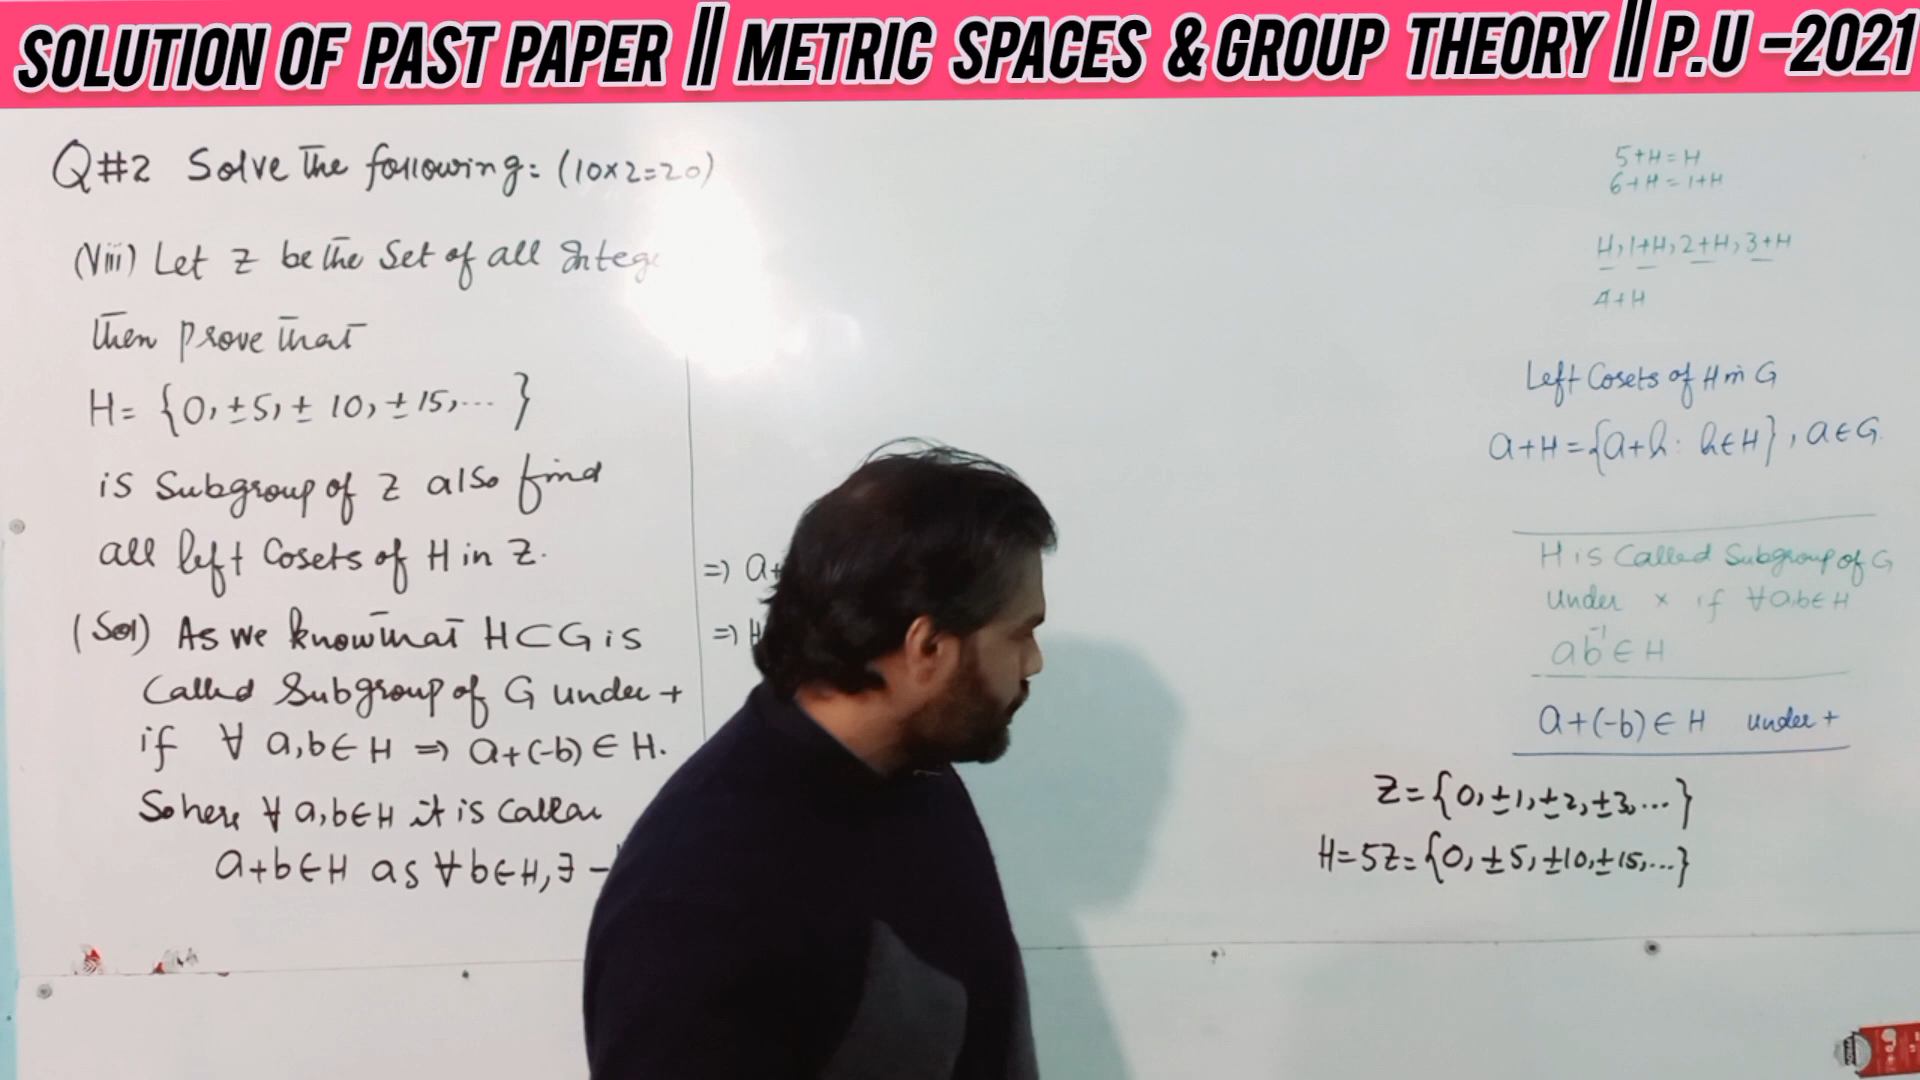 SOLUTION OF PAST PAPER || METRIC SPACES & GROUP THEORY || P.U -2021
Q#2 Solve the following: (10×2=20)
(viii) Let Z be the Set of all
then prove that
H= {0, ±5, ± 10, ±15, ... }
is Subgroup of Z also find
all left Cosets of H in Z.
(Sol) As we know that H⊂G is
Called Subgroup of G under +
if ∀ a,b∈H ⇒ a+(-b) ∈ H.
So here ∀ a,b∈H it is
a+b∈H as ∀b∈H, ∃ -
=) a+
=) H
5+H=H
6+H=1+H
H, 1+H, 2+H, 3+H
4+H
Left Cosets of H in G
a+H={a+h: h∈H}, a∈G
H is Called Subgroup of G
under × if ∀a,b∈H
ab⁻¹∈H
a+(-b)∈H under +
Z={0, ±1, ±2, ±3, ...}
H=5Z={0, ±5, ±10, ±15, ...}